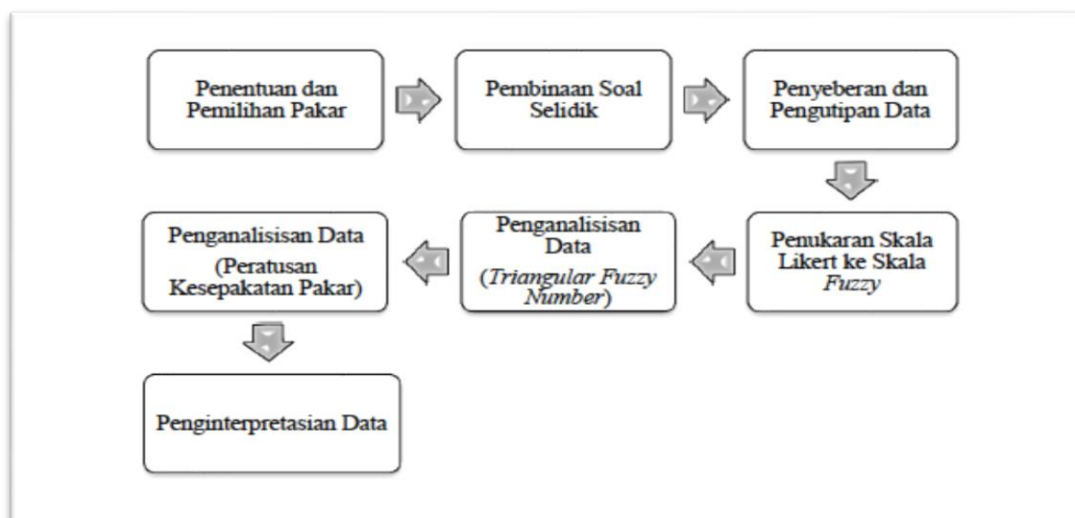 Penentuan dan
Pemilihan Pakar
Pembinaan Soal
Selidik
Penyeberan dan
Pengutipan Data
Penukaran Skala
Likert ke Skala
Fuzzy
Penganalisisan
Data
(Triangular Fuzzy
Number)
Penganalisisan Data
(Peratusan
Kesepakatan Pakar)
Penginterpretasian Data